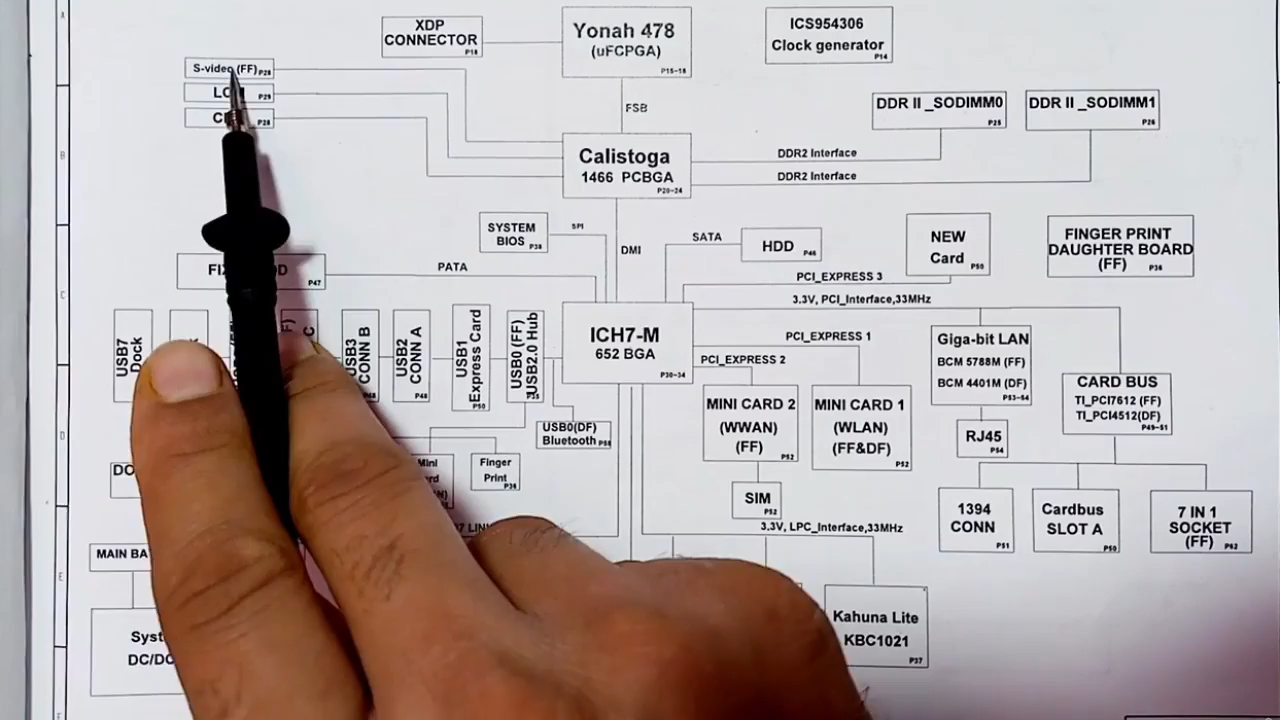 A
XDP
CONNECTOR
P18
Yonah 478
(uFCPGA)
P15~18
ICS954306
Clock generator
P14
S-video (FF)
P28
P28
FSB
DDR II _SODIMM0
P25
DDR II _SODIMM1
P26
B
Calistoga
1466 PCBGA
P20~24
DDR2 Interface
DDR2 Interface
SYSTEM
BIOS
P38
SPI
DMI
SATA
HDD
P46
NEW
Card
P50
FINGER PRINT
DAUGHTER BOARD
(FF)
P36
PATA
P47
C
PCI_EXPRESS 3
3.3V, PCI_Interface,33MHz
USB7
Dock
USB3
CONN B
USB2
CONN A
P48
USB1
Express Card
P50
USB0 (FF)
USB2.0 Hub
P35
ICH7-M
652 BGA
P30~34
PCI_EXPRESS 1
PCI_EXPRESS 2
Giga-bit LAN
BCM 5788M (FF)
BCM 4401M (DF)
P53~54
CARD BUS
TI_PCI7612 (FF)
TI_PCI4512(DF)
P49~51
D
USB0(DF)
Bluetooth
P58
MINI CARD 2
(WWAN)
(FF)
P52
MINI CARD 1
(WLAN)
(FF&DF)
P52
RJ45
P54
Finger
Print
P36
SIM
P52
1394
CONN
P51
Cardbus
SLOT A
P50
7 IN 1
SOCKET
(FF)
P62
3.3V, LPC_Interface,33MHz
MAIN
E
Kahuna Lite
KBC1021
P37